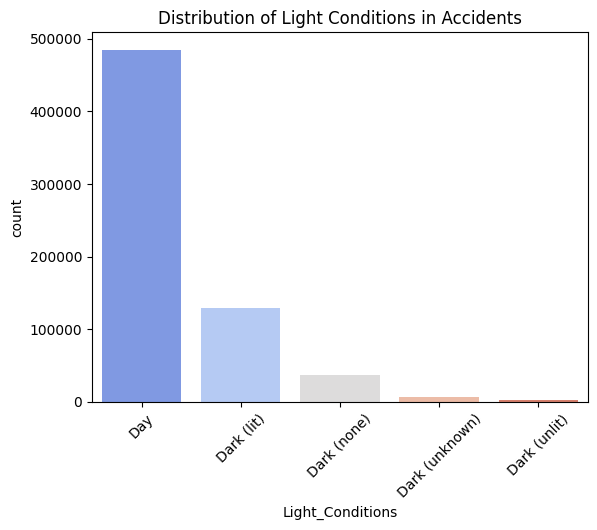 Distribution of Light Conditions in Accidents
500000
400000
300000
200000
100000
0
count
Day
Dark (lit)
Dark (none)
Dark (unknown)
Dark (unlit)
Light_Conditions